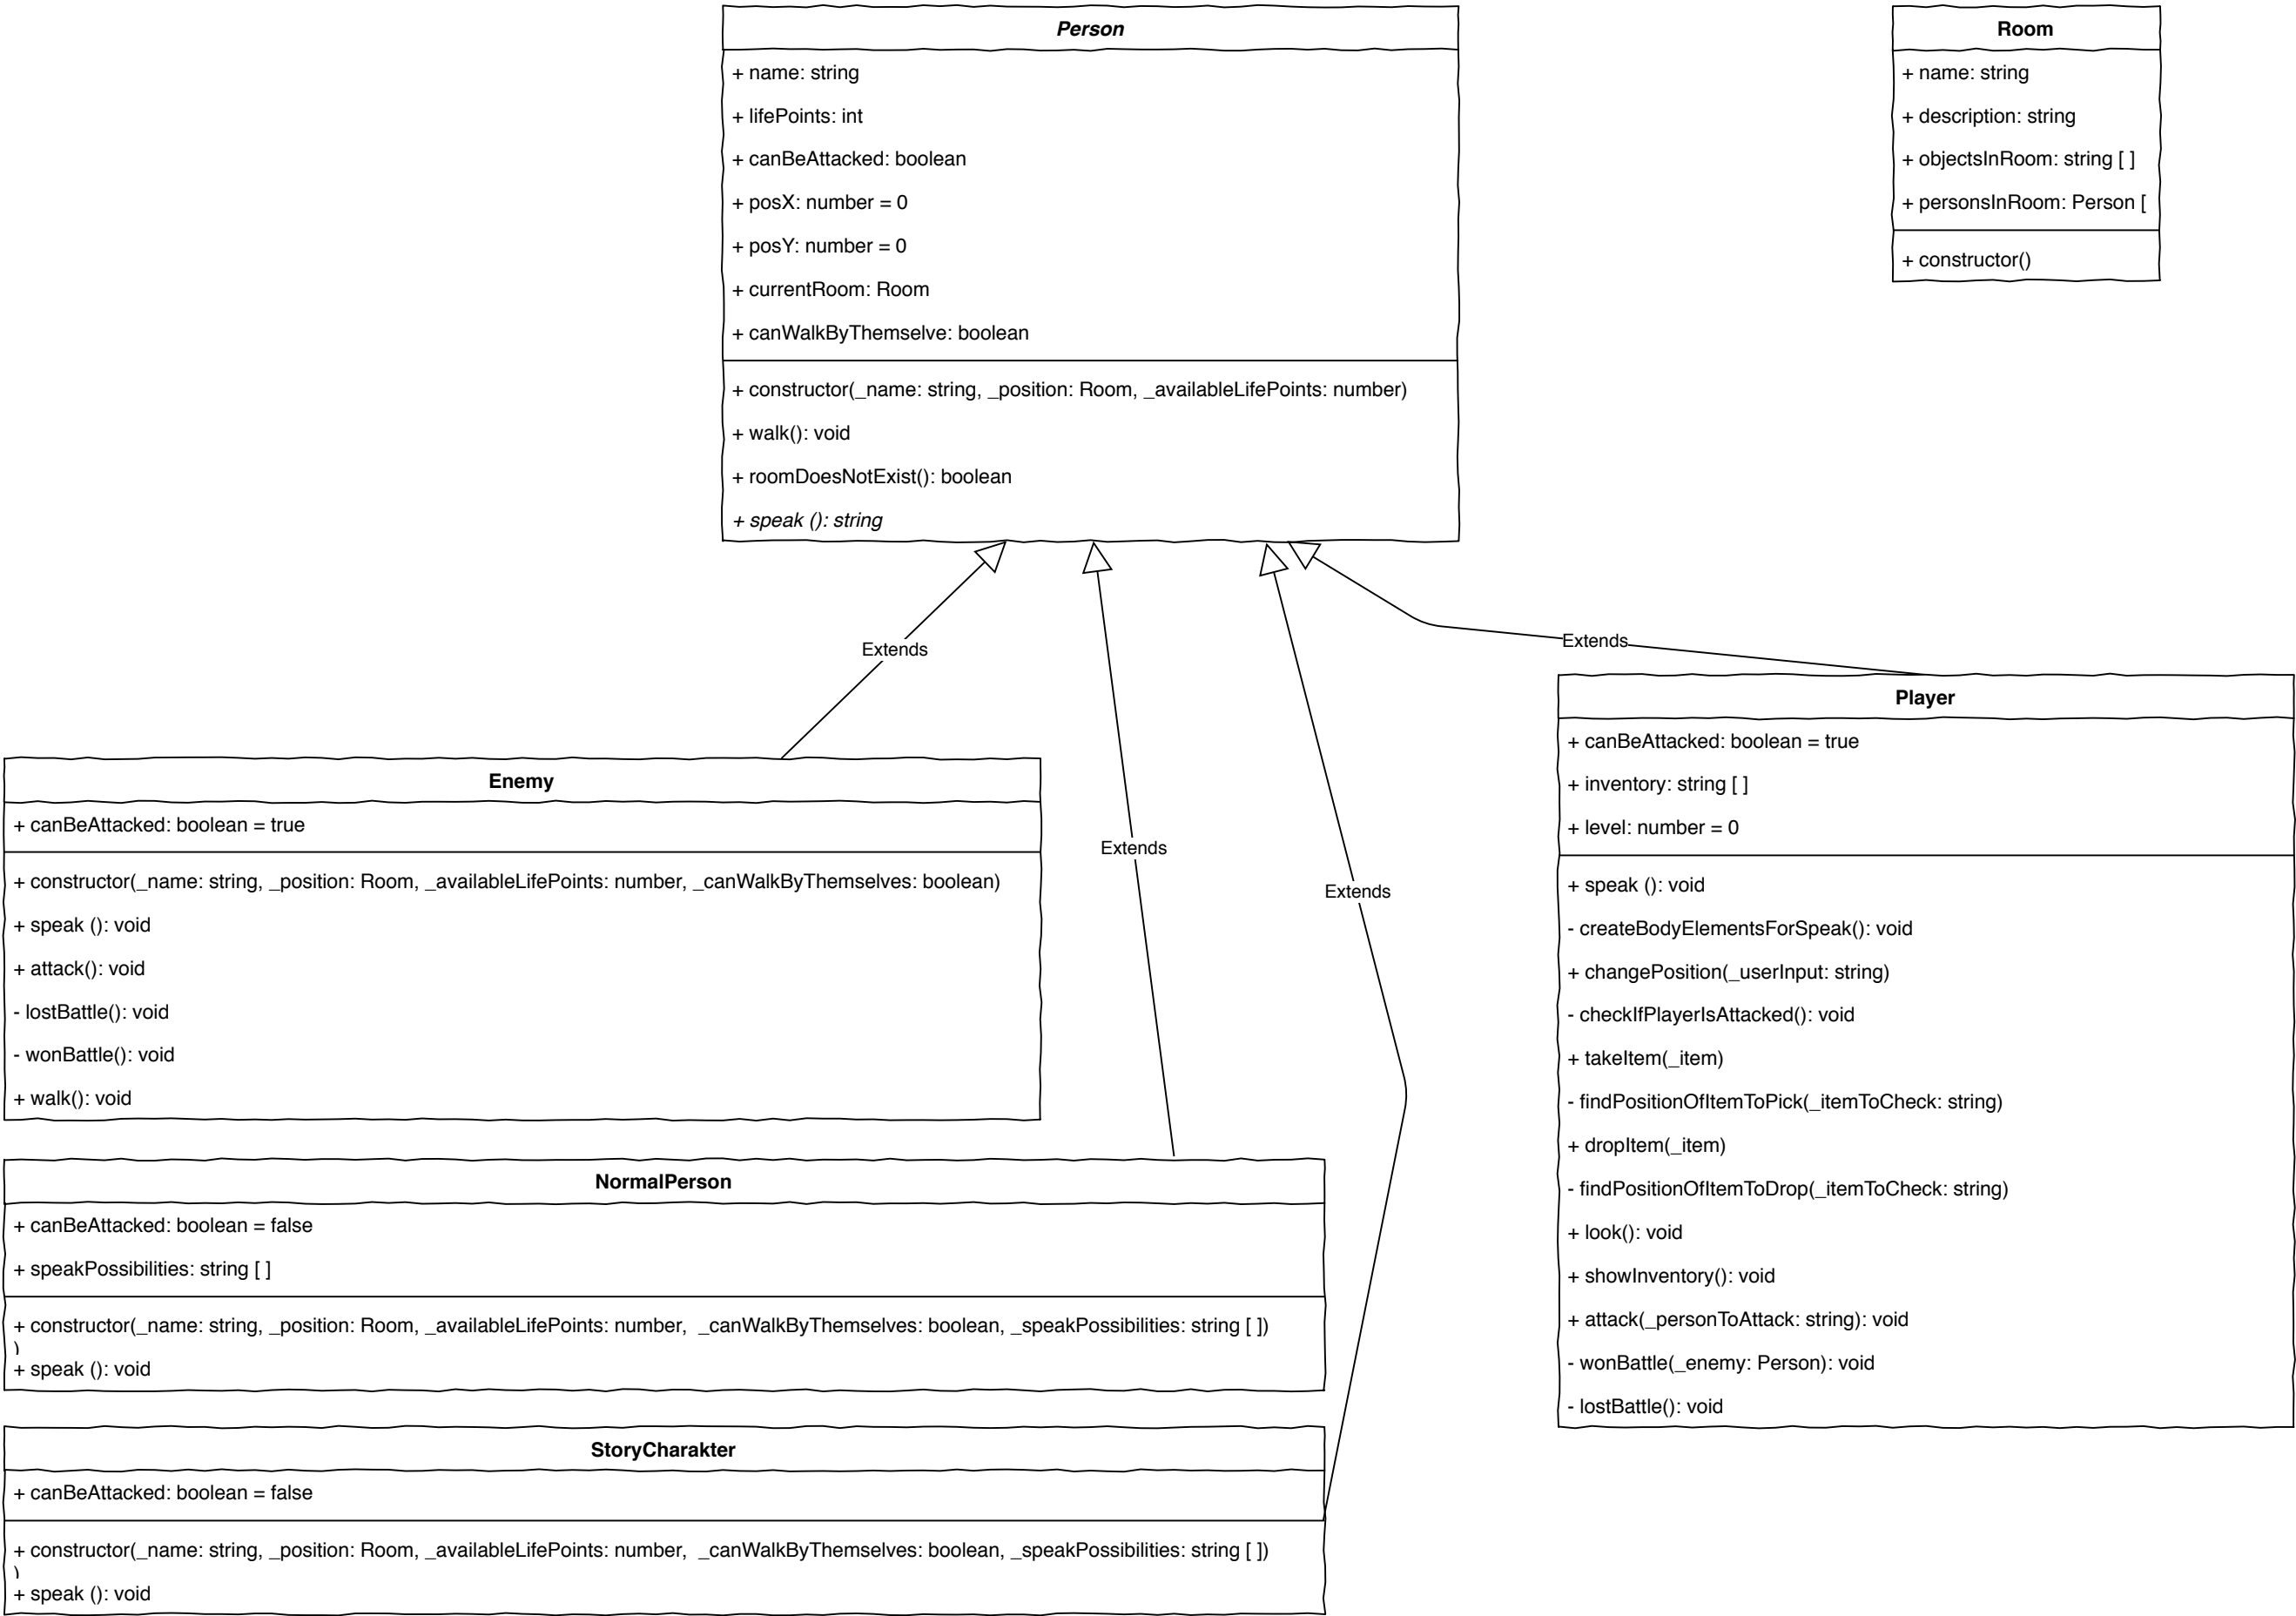 Person
+ name: string
+ lifePoints: int
+ canBeAttacked: boolean
+ posX: number = 0
+ posY: number = 0
+ currentRoom: Room
+ canWalkByThemselve: boolean
+ constructor(_name: string, _position: Room, _availableLifePoints: number)
+ walk(): void
+ roomDoesNotExist(): boolean
+ speak (): string
Room
+ name: string
+ description: string
+ objectsInRoom: string [ ]
+ personsInRoom: Person [
+ constructor()
Extends
Extends
Extends
Extends
Enemy
+ canBeAttacked: boolean = true
+ constructor(_name: string, _position: Room, _availableLifePoints: number, _canWalkByThemselves: boolean)
+ speak (): void
+ attack(): void
- lostBattle(): void
- wonBattle(): void
+ walk(): void
NormalPerson
+ canBeAttacked: boolean = false
+ speakPossibilities: string [ ]
+ constructor(_name: string, _position: Room, _availableLifePoints: number,  _canWalkByThemselves: boolean, _speakPossibilities: string [ ])
)
+ speak (): void
StoryCharakter
+ canBeAttacked: boolean = false
+ constructor(_name: string, _position: Room, _availableLifePoints: number,  _canWalkByThemselves: boolean, _speakPossibilities: string [ ])
)
+ speak (): void
Player
+ canBeAttacked: boolean = true
+ inventory: string [ ]
+ level: number = 0
+ speak (): void
- createBodyElementsForSpeak(): void
+ changePosition(_userInput: string)
- checkIfPlayerIsAttacked(): void
+ takeItem(_item)
- findPositionOfItemToPick(_itemToCheck: string)
+ dropItem(_item)
- findPositionOfItemToDrop(_itemToCheck: string)
+ look(): void
+ showInventory(): void
+ attack(_personToAttack: string): void
- wonBattle(_enemy: Person): void
- lostBattle(): void